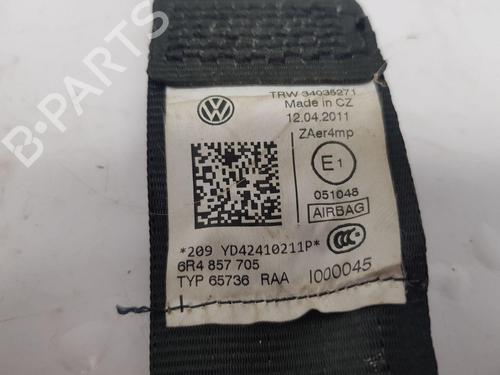 TRW 34035271
Made in CZ
12.04.2011
ZAer4mp
E1
051048
AIRBAG
*209 YD42410211P*
6R4 857 705
TYP 65736 RAA I000045
B-PARTS